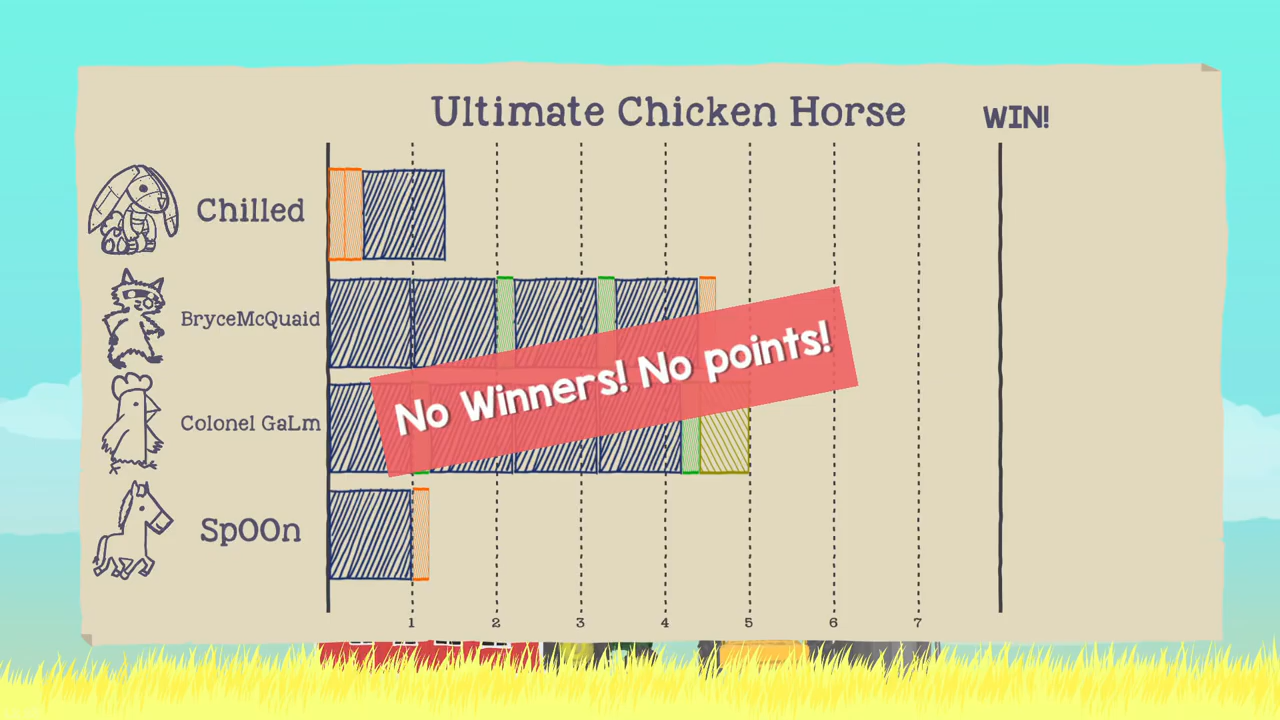 Ultimate Chicken Horse
WIN!
Chilled
BryceMcQuaid
No Winners! No points!
Colonel GaLm
SpOOn
1 2 3 4 5 6 7